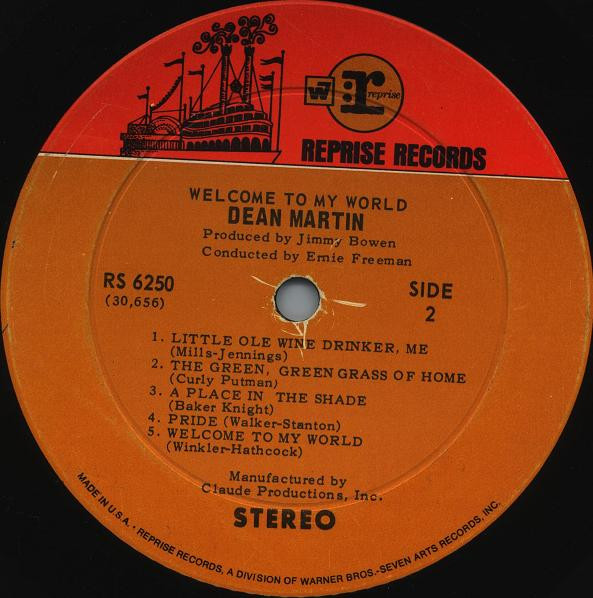 W
r
reprise
REPRISE RECORDS
WELCOME TO MY WORLD
DEAN MARTIN
Produced by Jimmy Bowen
Conducted by Ernie Freeman
RS 6250
(30,656)
SIDE
2
1. LITTLE OLE WINE DRINKER, ME
(Mills-Jennings)
2. THE GREEN, GREEN GRASS OF HOME
(Curly Putman)
3. A PLACE IN THE SHADE
(Baker Knight)
4. PRIDE (Walker-Stanton)
5. WELCOME TO MY WORLD
(Winkler-Hathcock)
Manufactured by
Claude Productions, Inc.
STEREO
MADE IN U.S.A. • REPRISE RECORDS, A DIVISION OF WARNER BROS.-SEVEN ARTS RECORDS, INC.